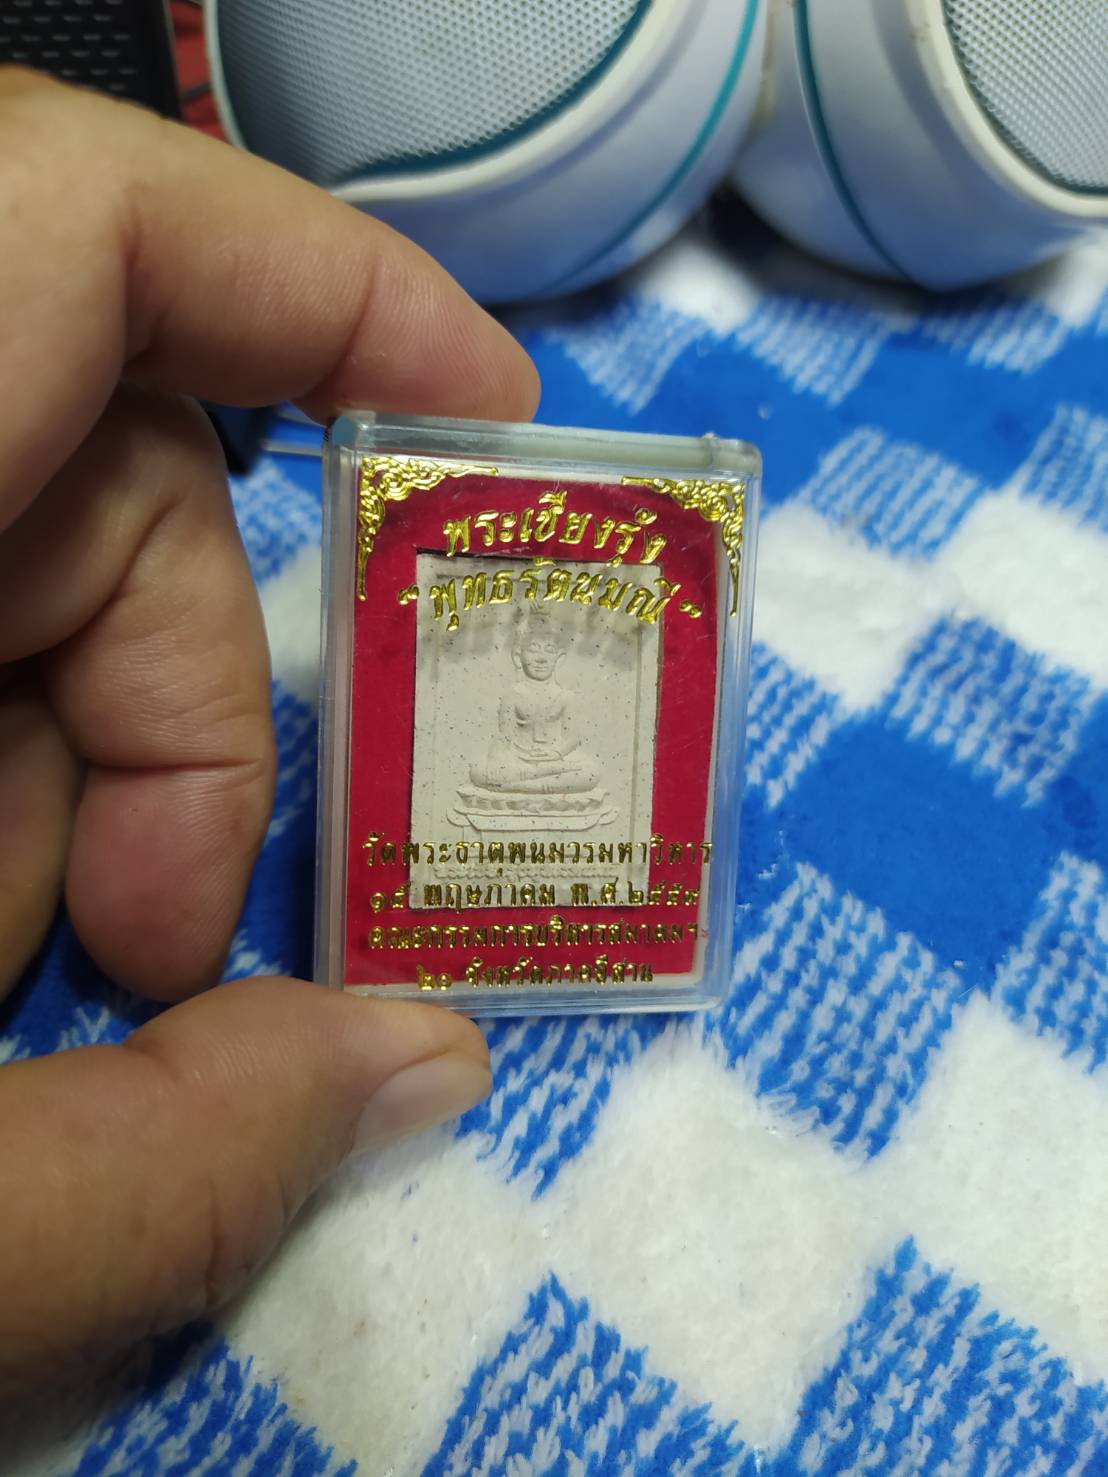 พระเชียงรุ้ง
" พุทธรัตนมณี "
วัดพระธาตุพนมวรมหาวิหาร
๑๕ พฤษภาคม พ.ศ.๒๕๕๓
คณะกรรมการบริหารสมาคมฯ
๒๐ จังหวัดภาคอีสาน